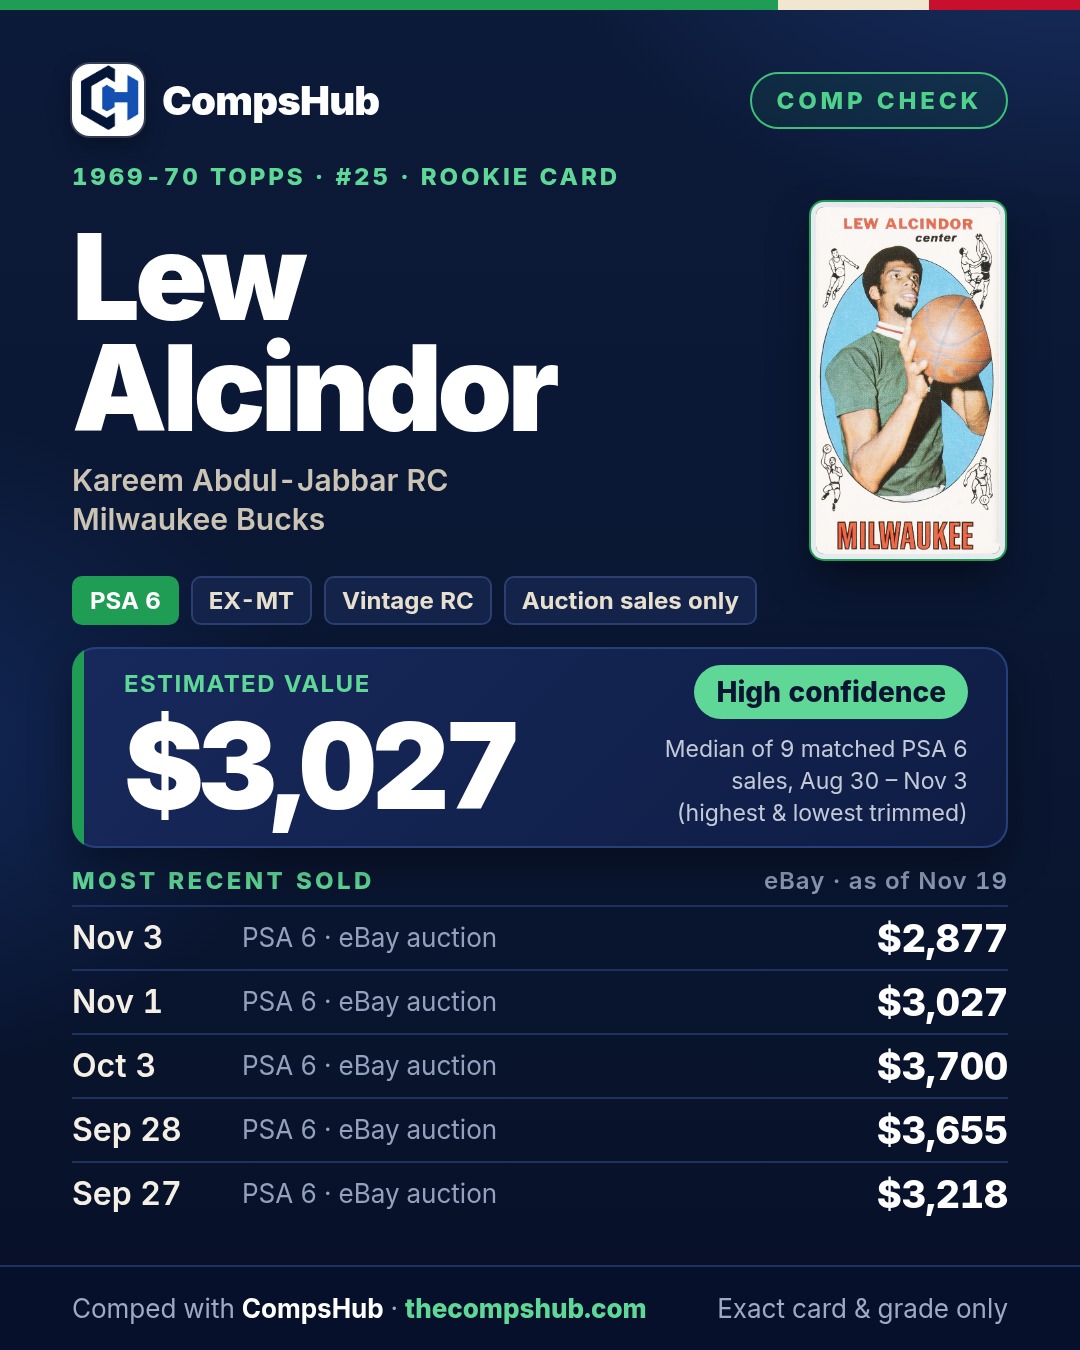 CompsHub
COMP CHECK
1969-70 TOPPS · #25 · ROOKIE CARD
Lew
Alcindor
Kareem Abdul-Jabbar RC
Milwaukee Bucks
LEW ALCINDOR
center
MILWAUKEE
PSA 6
EX-MT
Vintage RC
Auction sales only
ESTIMATED VALUE
$3,027
High confidence
Median of 9 matched PSA 6
sales, Aug 30 – Nov 3
(highest & lowest trimmed)
MOST RECENT SOLD
eBay · as of Nov 19
Nov 3 PSA 6 · eBay auction $2,877
Nov 1 PSA 6 · eBay auction $3,027
Oct 3 PSA 6 · eBay auction $3,700
Sep 28 PSA 6 · eBay auction $3,655
Sep 27 PSA 6 · eBay auction $3,218
Comped with CompsHub · thecompshub.com
Exact card & grade only